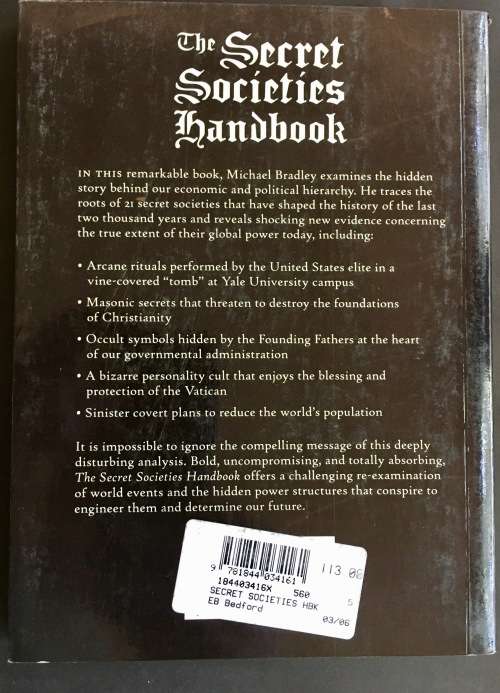 The Secret
Societies
Handbook
IN THIS remarkable book, Michael Bradley examines the hidden
story behind our economic and political hierarchy. He traces the
roots of 21 secret societies that have shaped the history of the last
two thousand years and reveals shocking new evidence concerning
the true extent of their global power today, including:
• Arcane rituals performed by the United States elite in a
vine-covered “tomb” at Yale University campus
• Masonic secrets that threaten to destroy the foundations
of Christianity
• Occult symbols hidden by the Founding Fathers at the heart
of our governmental administration
• A bizarre personality cult that enjoys the blessing and
protection of the Vatican
• Sinister covert plans to reduce the world’s population
It is impossible to ignore the compelling message of this deeply
disturbing analysis. Bold, uncompromising, and totally absorbing,
The Secret Societies Handbook offers a challenging re-examination
of world events and the hidden power structures that conspire to
engineer them and determine our future.
9 781844 034161
113
184403416X 560
SECRET SOCIETIES HBK 5
EB Bedford 03/06